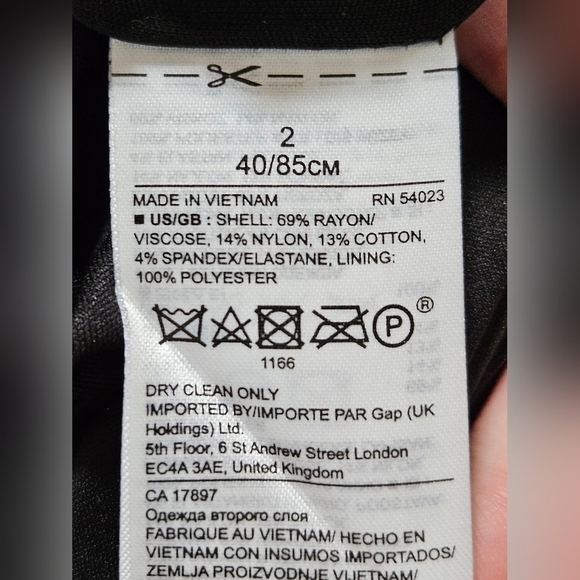 2
40/85CM
MADE IN VIETNAM RN 54023
■ US/GB : SHELL: 69% RAYON/
VISCOSE, 14% NYLON, 13% COTTON,
4% SPANDEX/ELASTANE, LINING:
100% POLYESTER
P®
1166
DRY CLEAN ONLY
IMPORTED BY/IMPORTE PAR Gap (UK
Holdings) Ltd.
5th Floor, 6 St Andrew Street London
EC4A 3AE, United Kingdom
CA 17897
Одежда второго слоя
FABRIQUE AU VIETNAM/ HECHO EN
VIETNAM CON INSUMOS IMPORTADOS/
ZEMLJA PROIZVODNJE VIJETNAM/